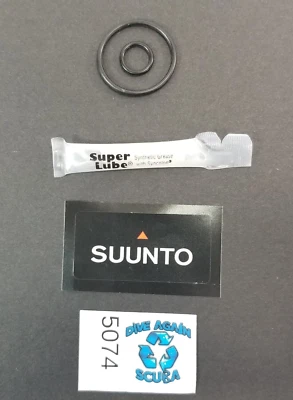 Super
Lube®
Synthetic Grease
with Syncolon®
SUUNTO
5074
DIVE AGAIN
SCUBA